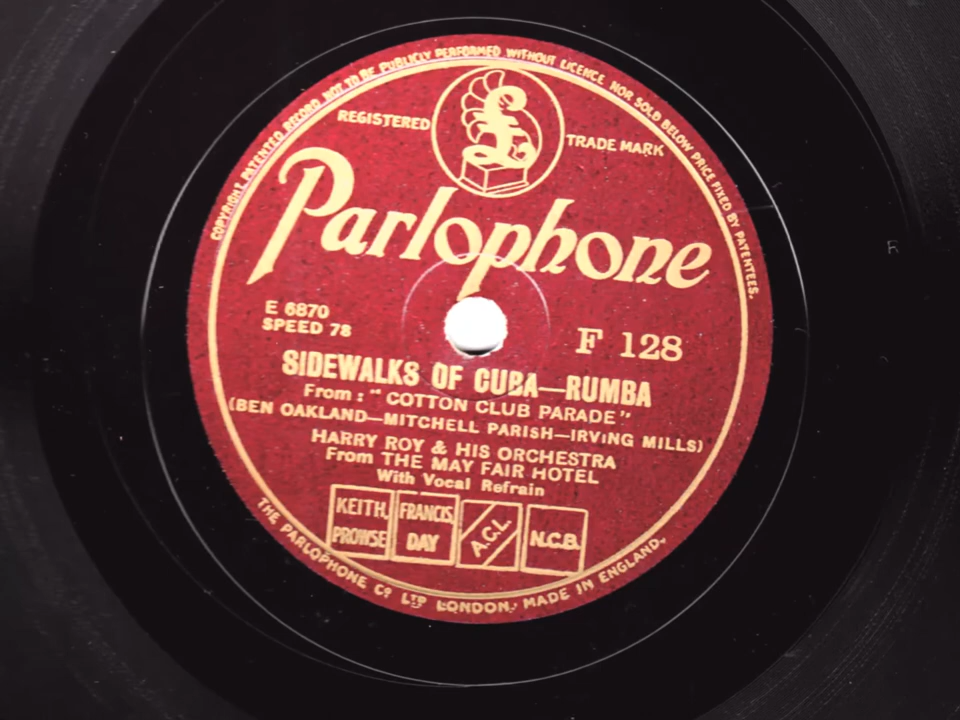 COPYRIGHT. PATENTED RECORD NOT TO BE PUBLICLY PERFORMED WITHOUT LICENCE NOR SOLD BELOW PRICE FIXED BY PATENTEES.
REGISTERED £ TRADE MARK
Parlophone
E 6870
SPEED 78
F 128
SIDEWALKS OF CUBA—RUMBA
From : "COTTON CLUB PARADE"
(BEN OAKLAND—MITCHELL PARISH—IRVING MILLS)
HARRY ROY & HIS ORCHESTRA
From THE MAY FAIR HOTEL
With Vocal Refrain
KEITH, PROWSE
FRANCIS, DAY
A.C.L.
N.C.B.
THE PARLOPHONE Cº LTD LONDON. MADE IN ENGLAND.
R